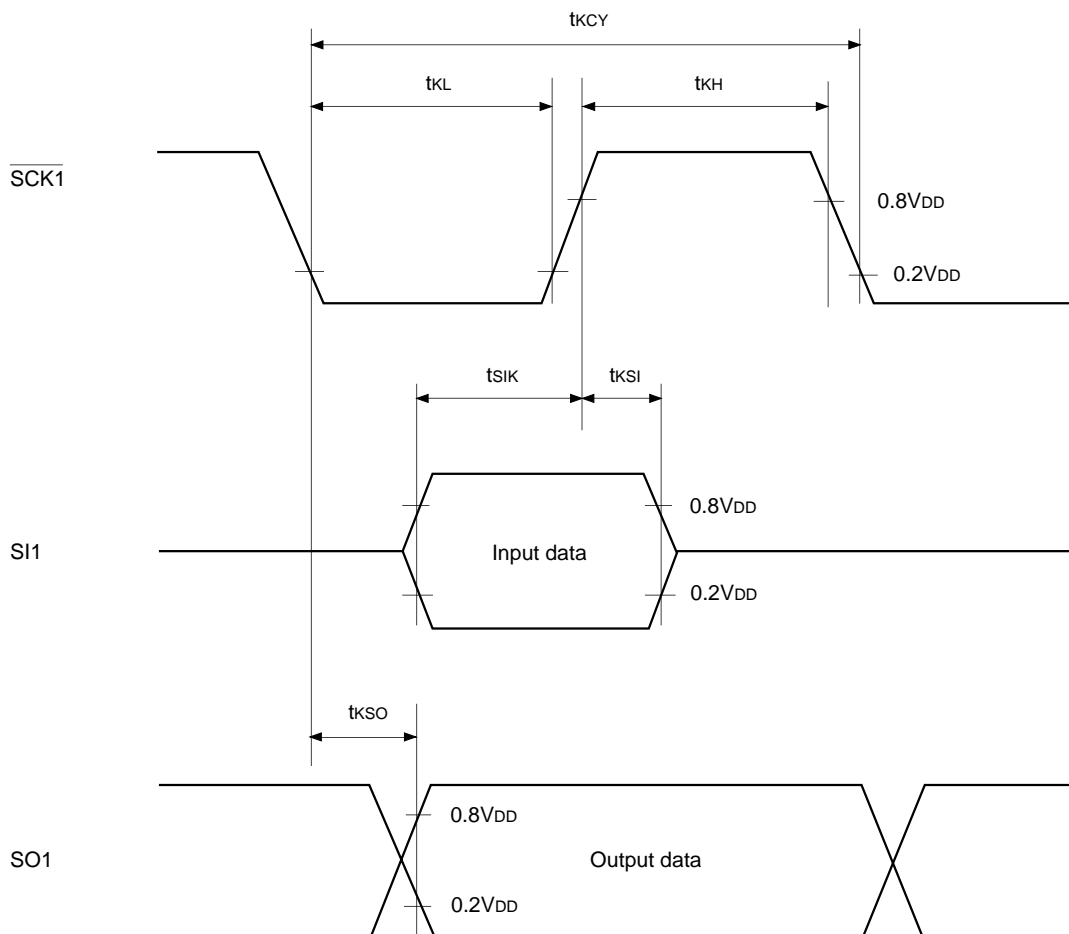 tKCY
tKL
tKH
SCK1
0.8VDD
0.2VDD
tSIK
tKSI
0.8VDD
SI1
Input data
0.2VDD
tKSO
0.8VDD
SO1
Output data
0.2VDD